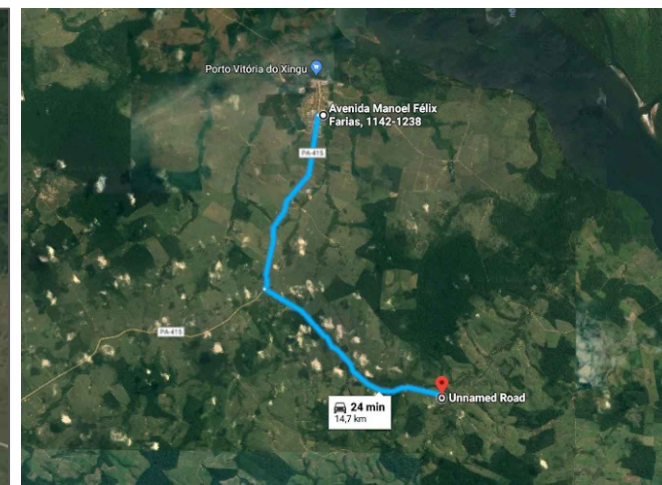 Porto Vitória do Xingu
Avenida Manoel Félix
Farias, 1142-1238
PA-415
PA-415
24 min
14,7 km
Unnamed Road